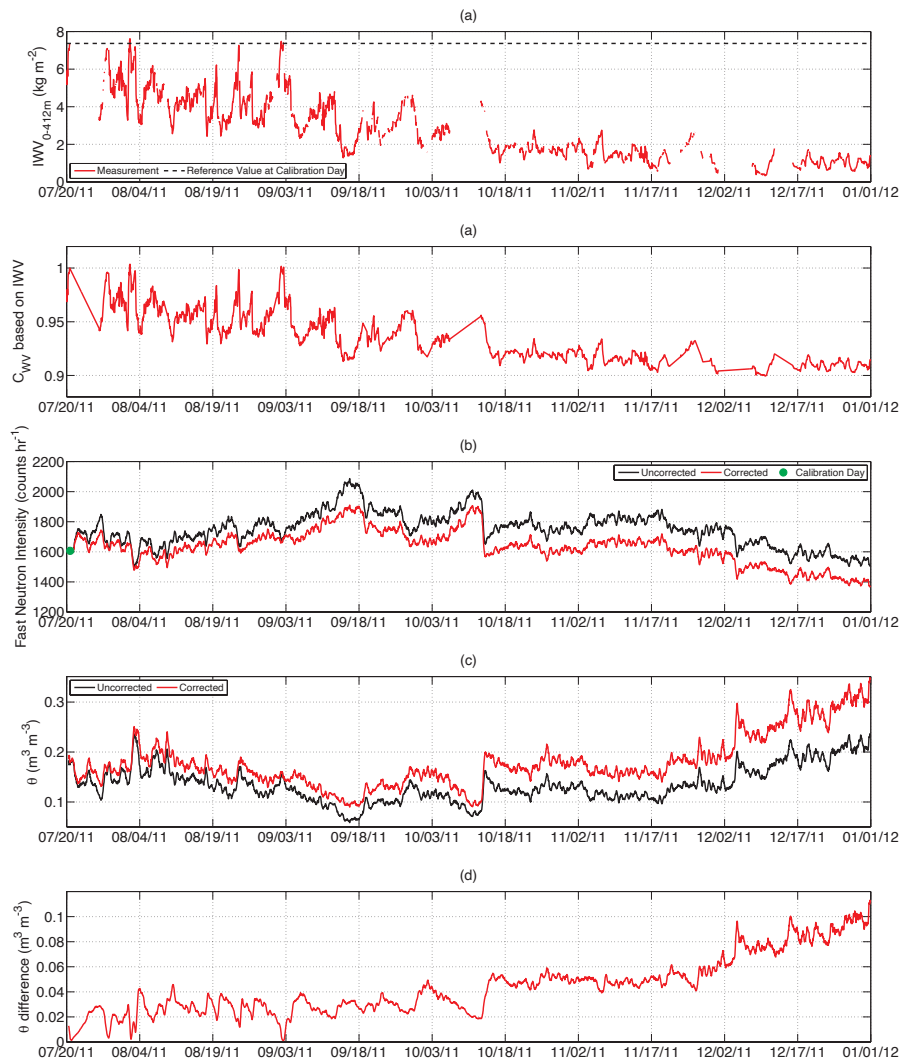 (a)
IWV0-412m (kg m-2)
8
6
4
2
0
Measurement Reference Value at Calibration Day
07/20/11 08/04/11 08/19/11 09/03/11 09/18/11 10/03/11 10/18/11 11/02/11 11/17/11 12/02/11 12/17/11 01/01/12
(a)
CWV based on IWV
1
0.95
0.9
07/20/11 08/04/11 08/19/11 09/03/11 09/18/11 10/03/11 10/18/11 11/02/11 11/17/11 12/02/11 12/17/11 01/01/12
(b)
Fast Neutron Intensity (counts hr-1)
2200
2000
1800
1600
1400
1200
Uncorrected Corrected Calibration Day
07/20/11 08/04/11 08/19/11 09/03/11 09/18/11 10/03/11 10/18/11 11/02/11 11/17/11 12/02/11 12/17/11 01/01/12
(c)
θ (m3 m-3)
Uncorrected Corrected
0.3
0.2
0.1
07/20/11 08/04/11 08/19/11 09/03/11 09/18/11 10/03/11 10/18/11 11/02/11 11/17/11 12/02/11 12/17/11 01/01/12
(d)
θ difference (m3 m-3)
0.1
0.08
0.06
0.04
0.02
0
07/20/11 08/04/11 08/19/11 09/03/11 09/18/11 10/03/11 10/18/11 11/02/11 11/17/11 12/02/11 12/17/11 01/01/12